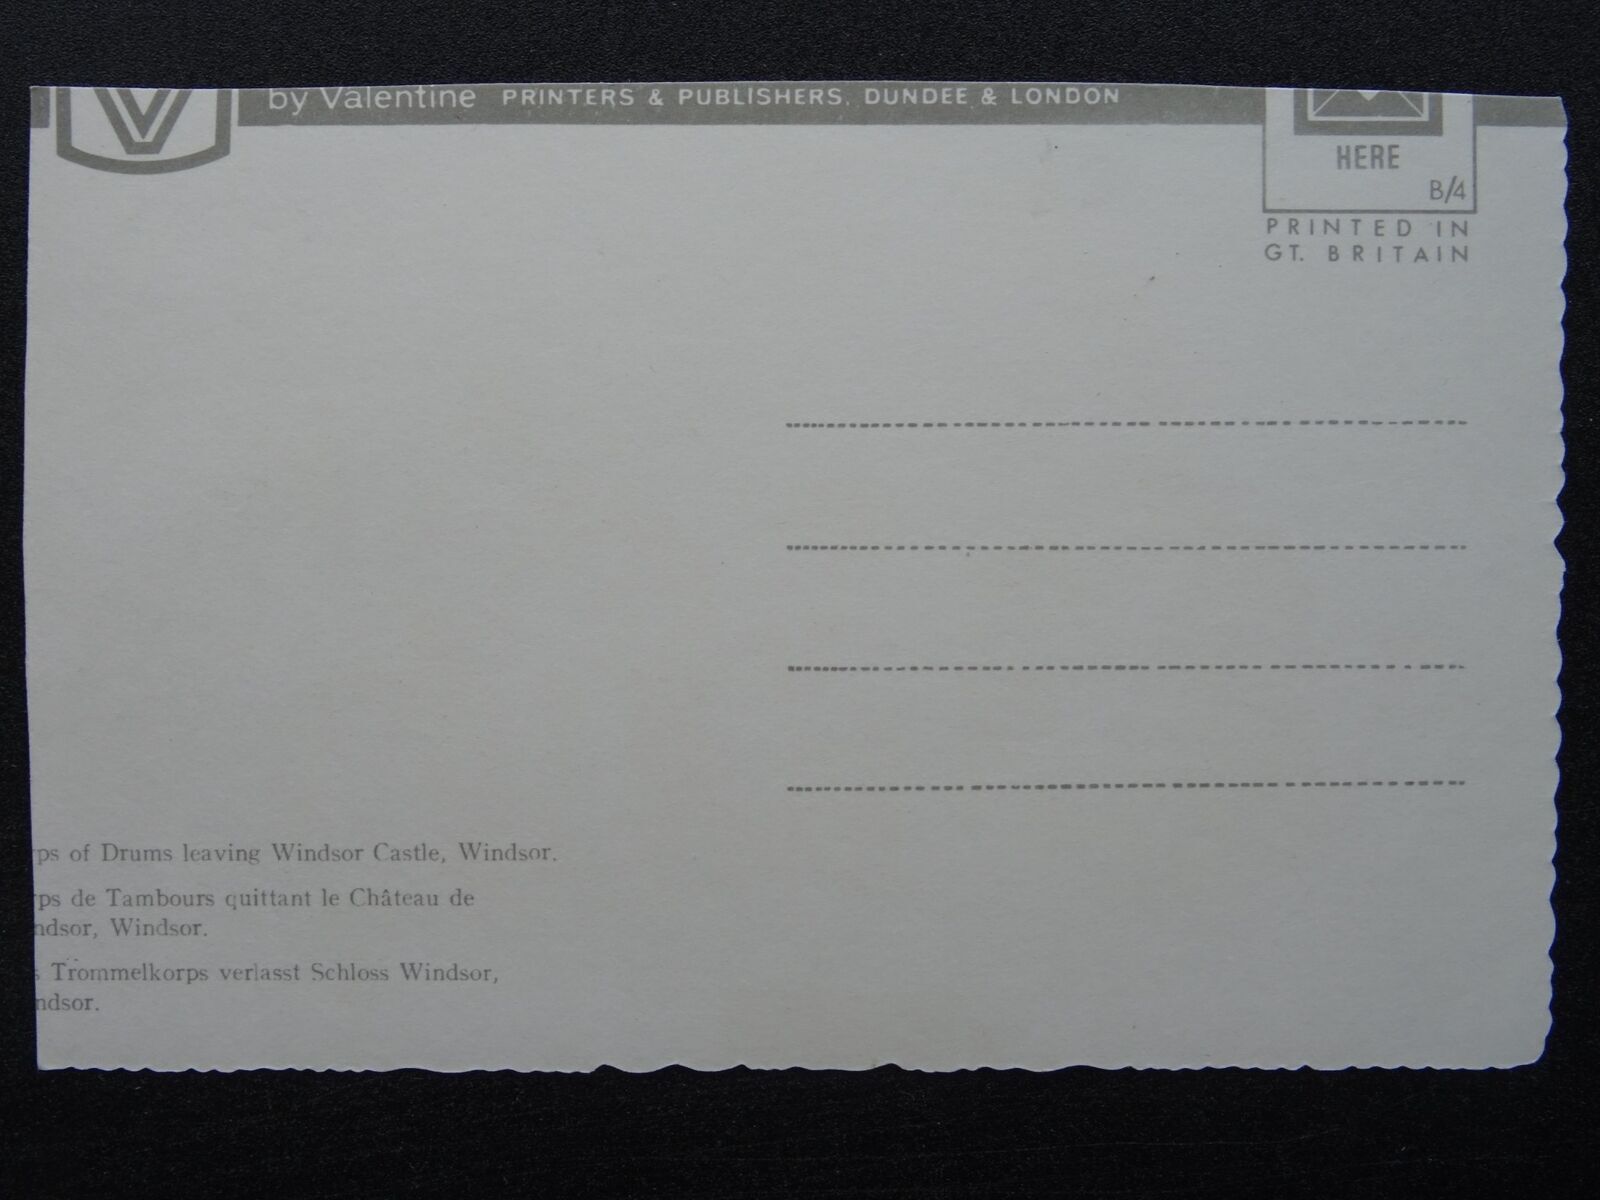 V by Valentine PRINTERS & PUBLISHERS, DUNDEE & LONDON
HERE
B/4
PRINTED IN
GT. BRITAIN
rps of Drums leaving Windsor Castle, Windsor.
rps de Tambours quittant le Château de
ndsor, Windsor.
s Trommelkorps verlasst Schloss Windsor,
ndsor.